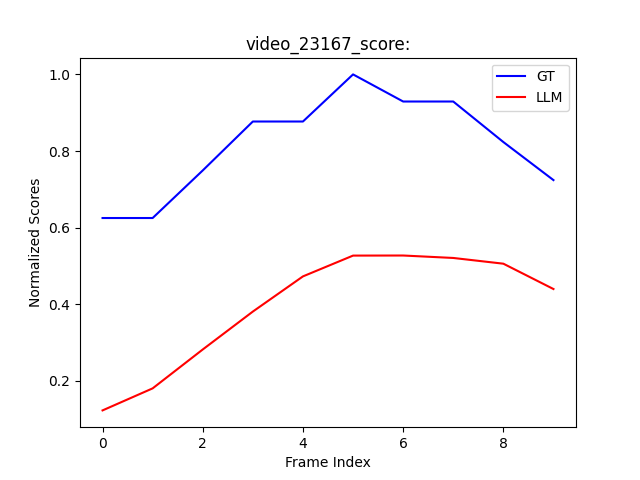 video_23167_score:
GT
LLM
Normalized Scores
1.0
0.8
0.6
0.4
0.2
0 2 4 6 8
Frame Index